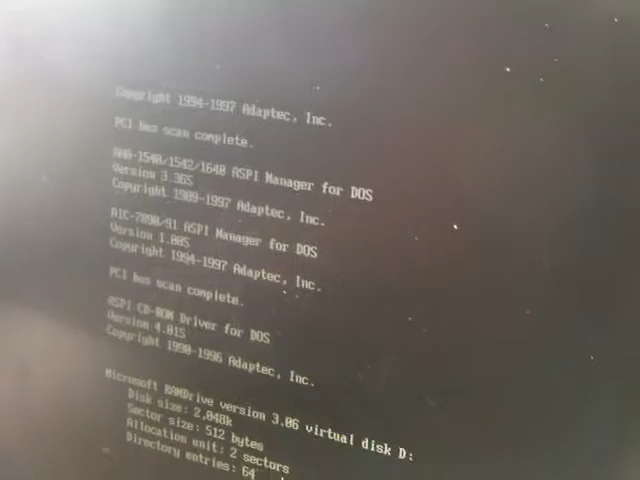 Copyright 1994-1997 Adaptec, Inc.
PCI bus scan complete.
AHA-1540/1542/1640 ASPI Manager for DOS
Version 3.36S
Copyright 1989-1997 Adaptec, Inc.
AIC-7890/91 ASPI Manager for DOS
Version 1.00S
Copyright 1994-1997 Adaptec, Inc.
PCI bus scan complete.
ASPI CD-ROM Driver for DOS
Version 4.01S
Copyright 1990-1996 Adaptec, Inc.
Microsoft RAMDrive version 3.06 virtual disk D:
Disk size: 2,048k
Sector size: 512 bytes
Allocation unit: 2 sectors
Directory entries: 64